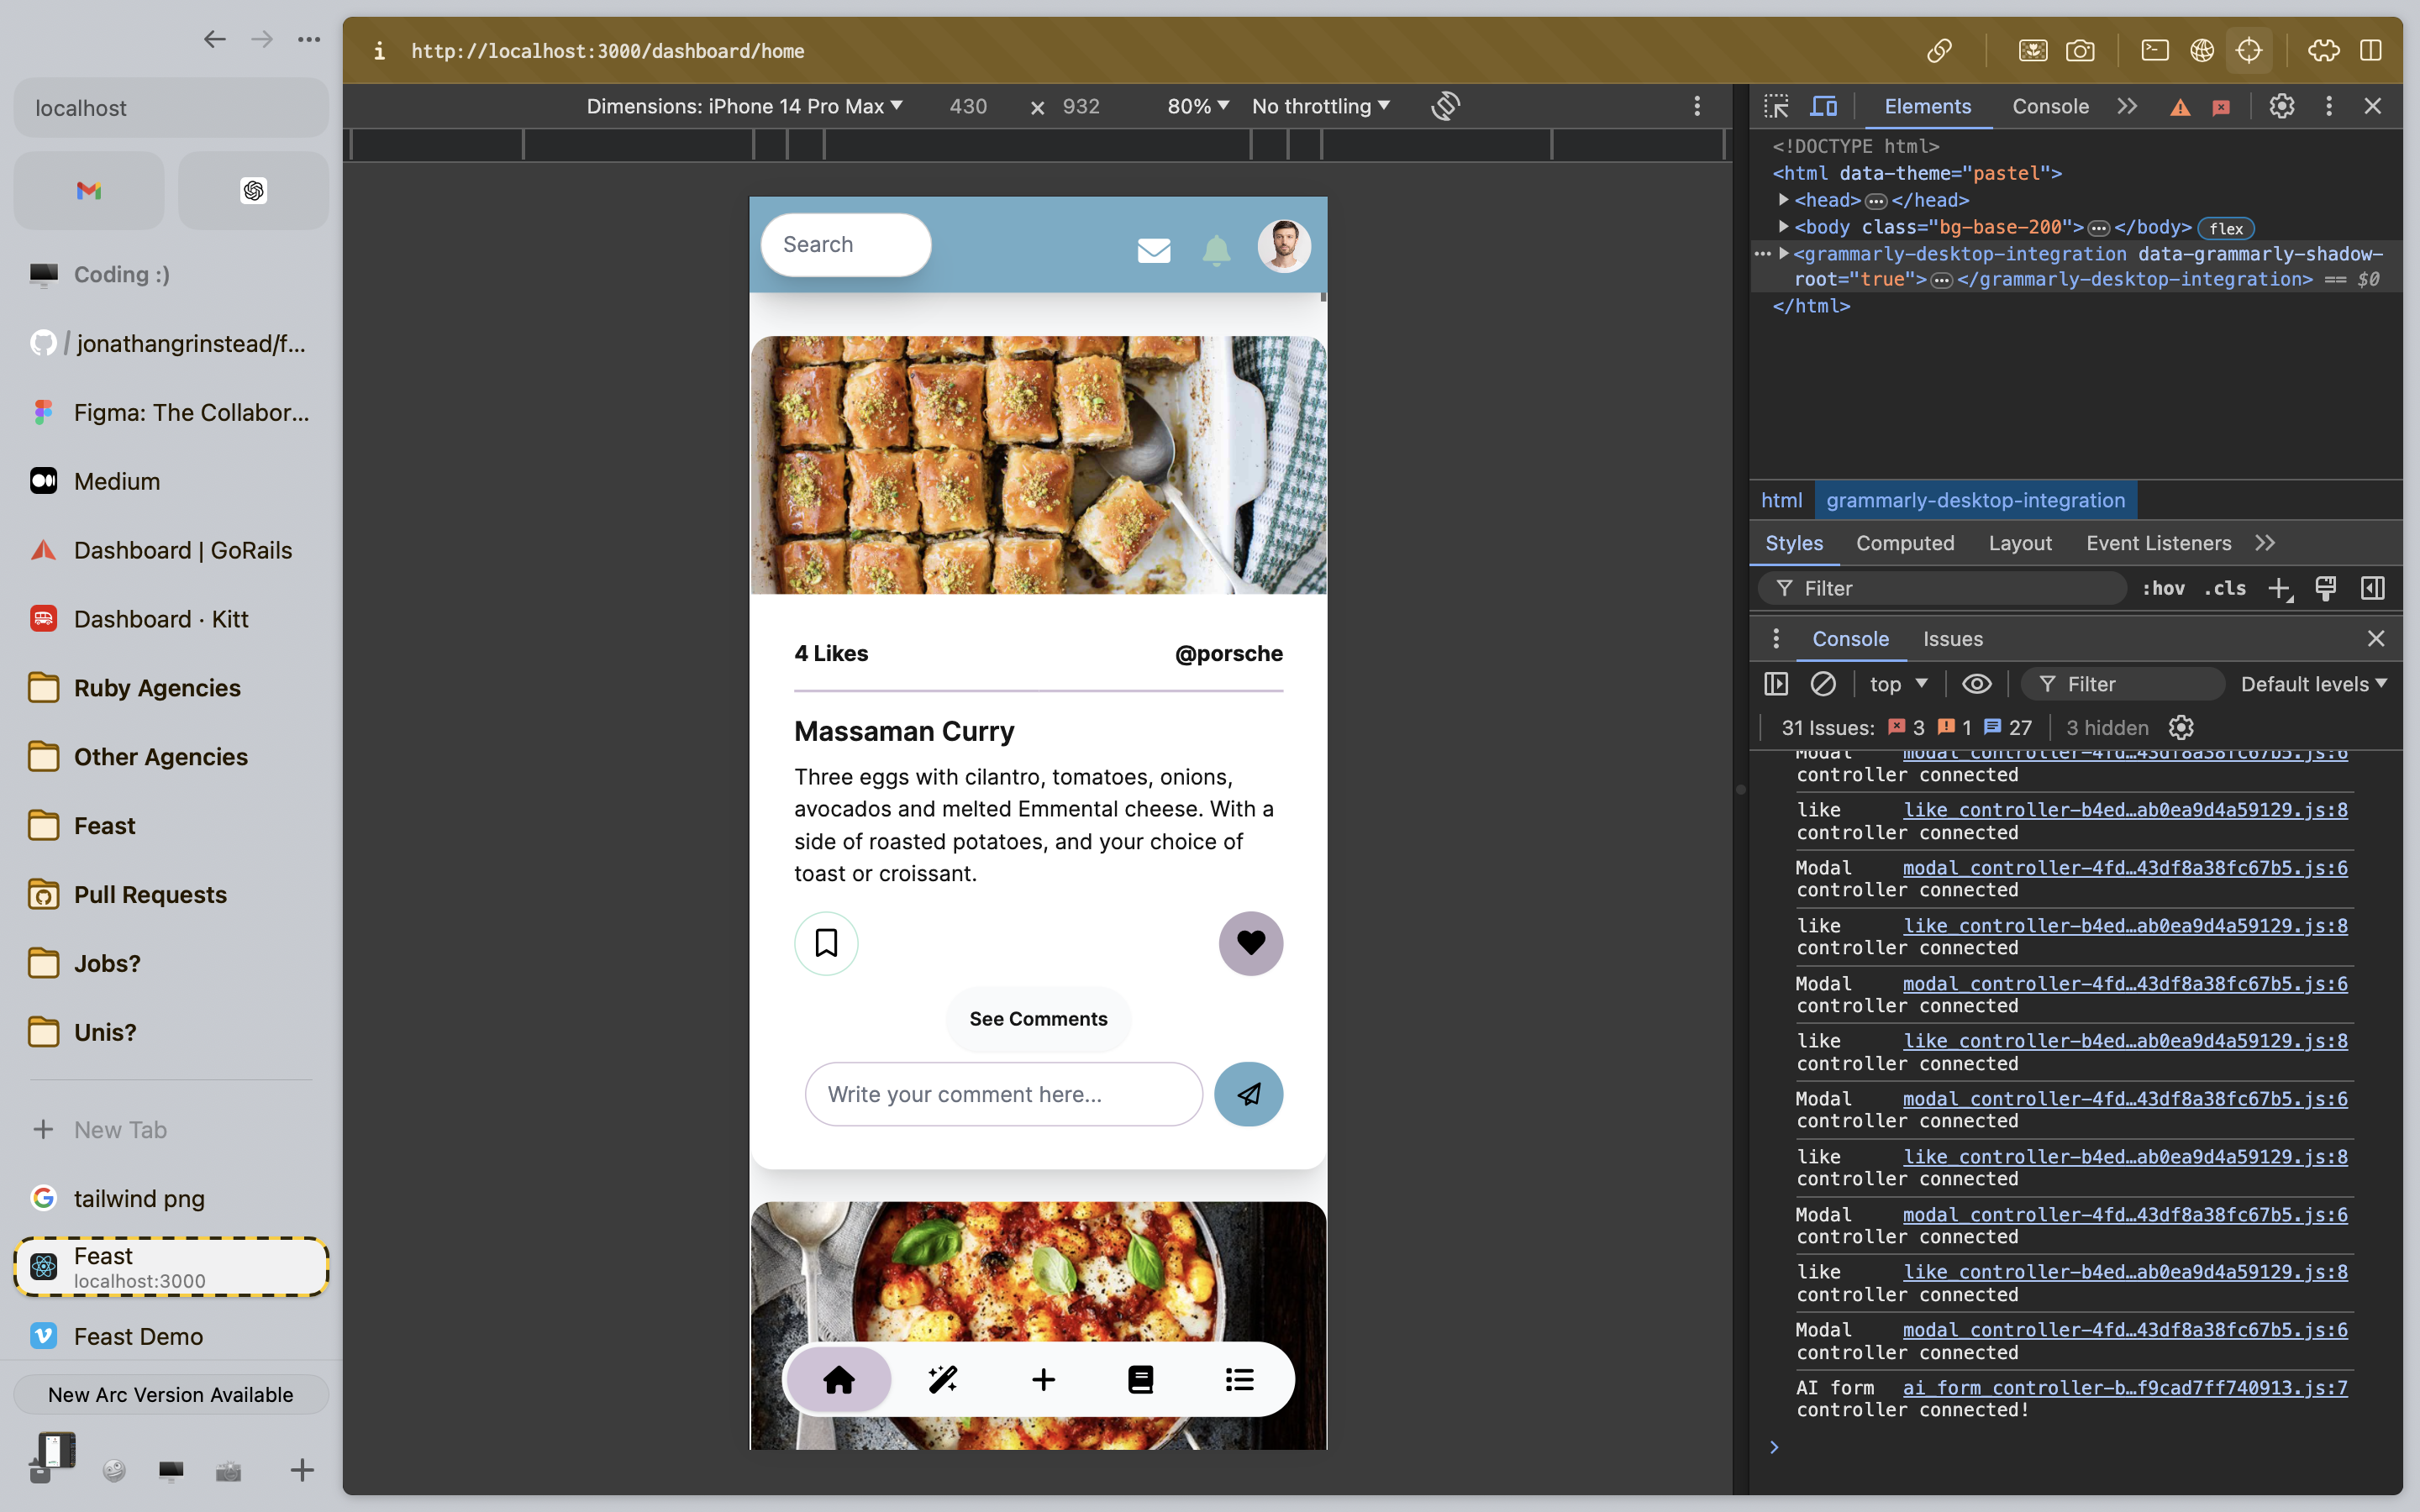 localhost
Coding :)
/ jonathangrinstead/f...
Figma: The Collabor...
Medium
Dashboard | GoRails
Dashboard · Kitt
Ruby Agencies
Other Agencies
Feast
Pull Requests
Jobs?
Unis?
New Tab
tailwind png
Feast
localhost:3000
Feast Demo
New Arc Version Available
http://localhost:3000/dashboard/home
Dimensions: iPhone 14 Pro Max 430 × 932 80% No throttling
Search
4 Likes @porsche
Massaman Curry
Three eggs with cilantro, tomatoes, onions,
avocados and melted Emmental cheese. With a
side of roasted potatoes, and your choice of
toast or croissant.
See Comments
Write your comment here...
Elements Console
<!DOCTYPE html>
<html data-theme="pastel">
<head>…</head>
<body class="bg-base-200">…</body> flex
<grammarly-desktop-integration data-grammarly-shadow-
root="true">…</grammarly-desktop-integration> == $0
</html>
html grammarly-desktop-integration
Styles Computed Layout Event Listeners
Filter :hov .cls
Console Issues
top Filter Default levels
31 Issues: 3 1 27 3 hidden
Modal modal_controller-4fd…43df8a38fc67b5.js:6
controller connected
like like_controller-b4ed…ab0ea9d4a59129.js:8
controller connected
Modal modal_controller-4fd…43df8a38fc67b5.js:6
controller connected
like like_controller-b4ed…ab0ea9d4a59129.js:8
controller connected
Modal modal_controller-4fd…43df8a38fc67b5.js:6
controller connected
like like_controller-b4ed…ab0ea9d4a59129.js:8
controller connected
Modal modal_controller-4fd…43df8a38fc67b5.js:6
controller connected
like like_controller-b4ed…ab0ea9d4a59129.js:8
controller connected
Modal modal_controller-4fd…43df8a38fc67b5.js:6
controller connected
like like_controller-b4ed…ab0ea9d4a59129.js:8
controller connected
Modal modal_controller-4fd…43df8a38fc67b5.js:6
controller connected
AI form ai_form_controller-b…f9cad7ff740913.js:7
controller connected!